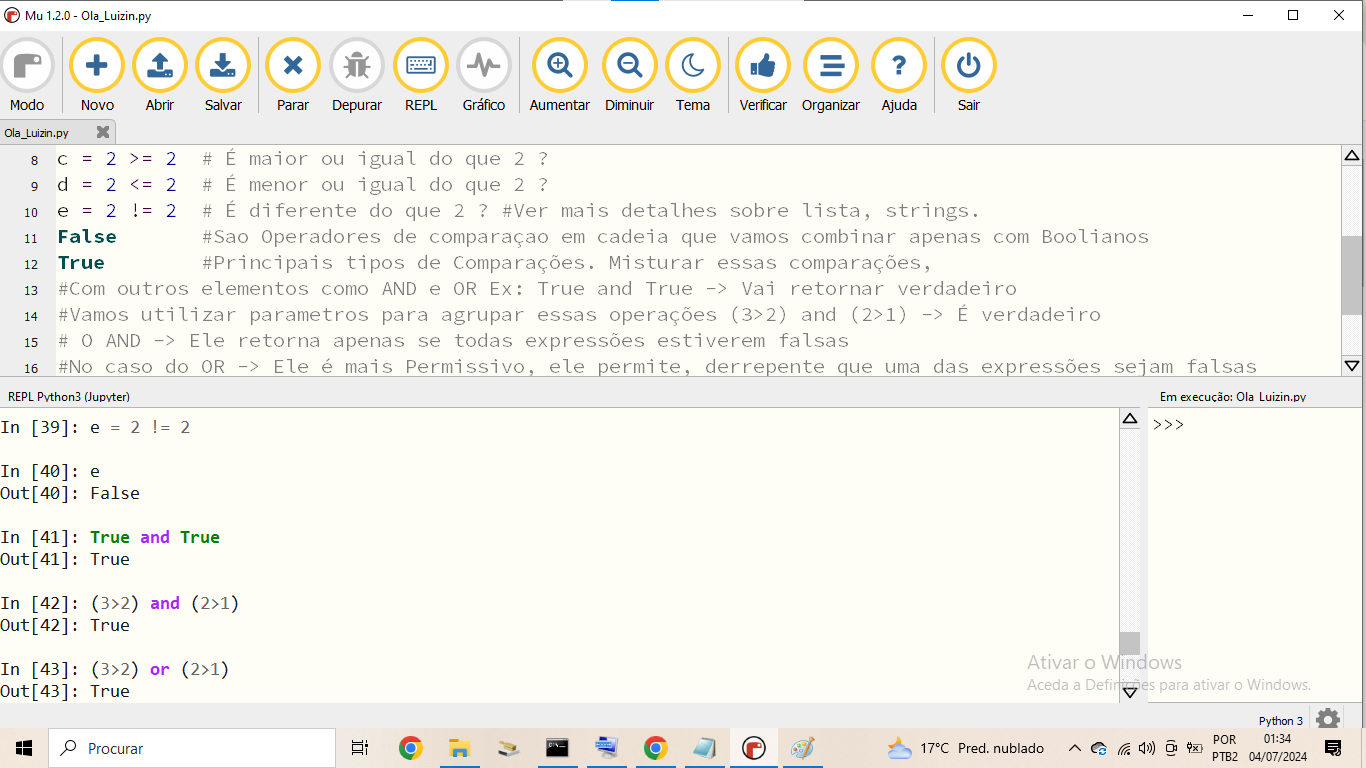 Mu 1.2.0 - Ola_Luizin.py
Modo Novo Abrir Salvar Parar Depurar REPL Gráfico Aumentar Diminuir Tema Verificar Organizar Ajuda Sair
Ola_Luizin.py
8 c = 2 >= 2 # É maior ou igual do que 2 ?
9 d = 2 <= 2 # É menor ou igual do que 2 ?
10 e = 2 != 2 # É diferente do que 2 ? #Ver mais detalhes sobre lista, strings.
11 False #Sao Operadores de comparaçao em cadeia que vamos combinar apenas com Boolianos
12 True #Principais tipos de Comparações. Misturar essas comparações,
13 #Com outros elementos como AND e OR Ex: True and True -> Vai retornar verdadeiro
14 #Vamos utilizar parametros para agrupar essas operações (3>2) and (2>1) -> É verdadeiro
15 # O AND -> Ele retorna apenas se todas expressões estiverem falsas
16 #No caso do OR -> Ele é mais Permissivo, ele permite, derrepente que uma das expressões sejam falsas
REPL Python3 (Jupyter)
Em execução: Ola_Luizin.py
In [39]: e = 2 != 2
>>>
In [40]: e
Out[40]: False
In [41]: True and True
Out[41]: True
In [42]: (3>2) and (2>1)
Out[42]: True
In [43]: (3>2) or (2>1)
Out[43]: True
Ativar o Windows
Aceda a Definições para ativar o Windows.
Python 3
Procurar
17°C Pred. nublado
POR
PTB2
01:34
04/07/2024